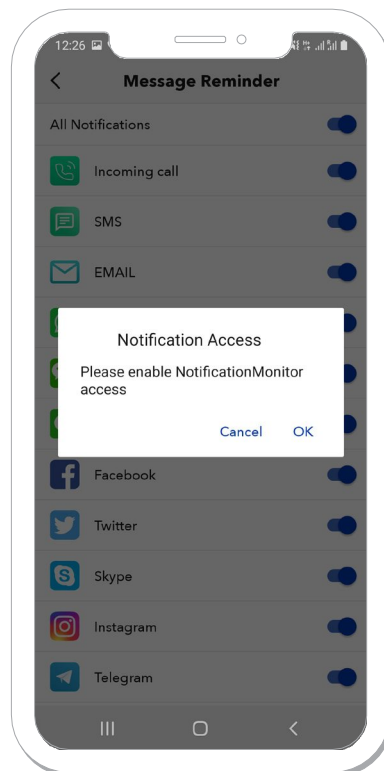 12:26
Message Reminder
All Notifications
Incoming call
SMS
EMAIL
Notification Access
Please enable NotificationMonitor
access
Cancel OK
Facebook
Twitter
Skype
Instagram
Telegram